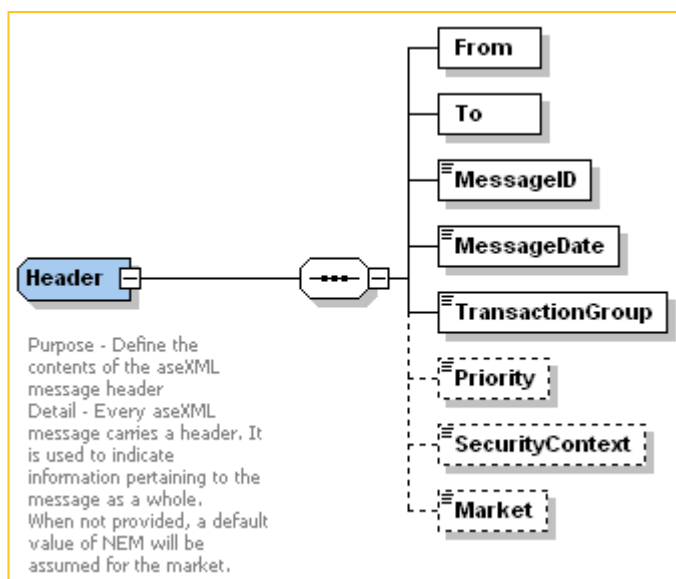 From
To
MessageID
MessageDate
Header
TransactionGroup
Purpose - Define the
contents of the aseXML
message header
Detail - Every aseXML
message carries a header. It
is used to indicate
information pertaining to the
message as a whole.
When not provided, a default
value of NEM will be
assumed for the market.
Priority
SecurityContext
Market